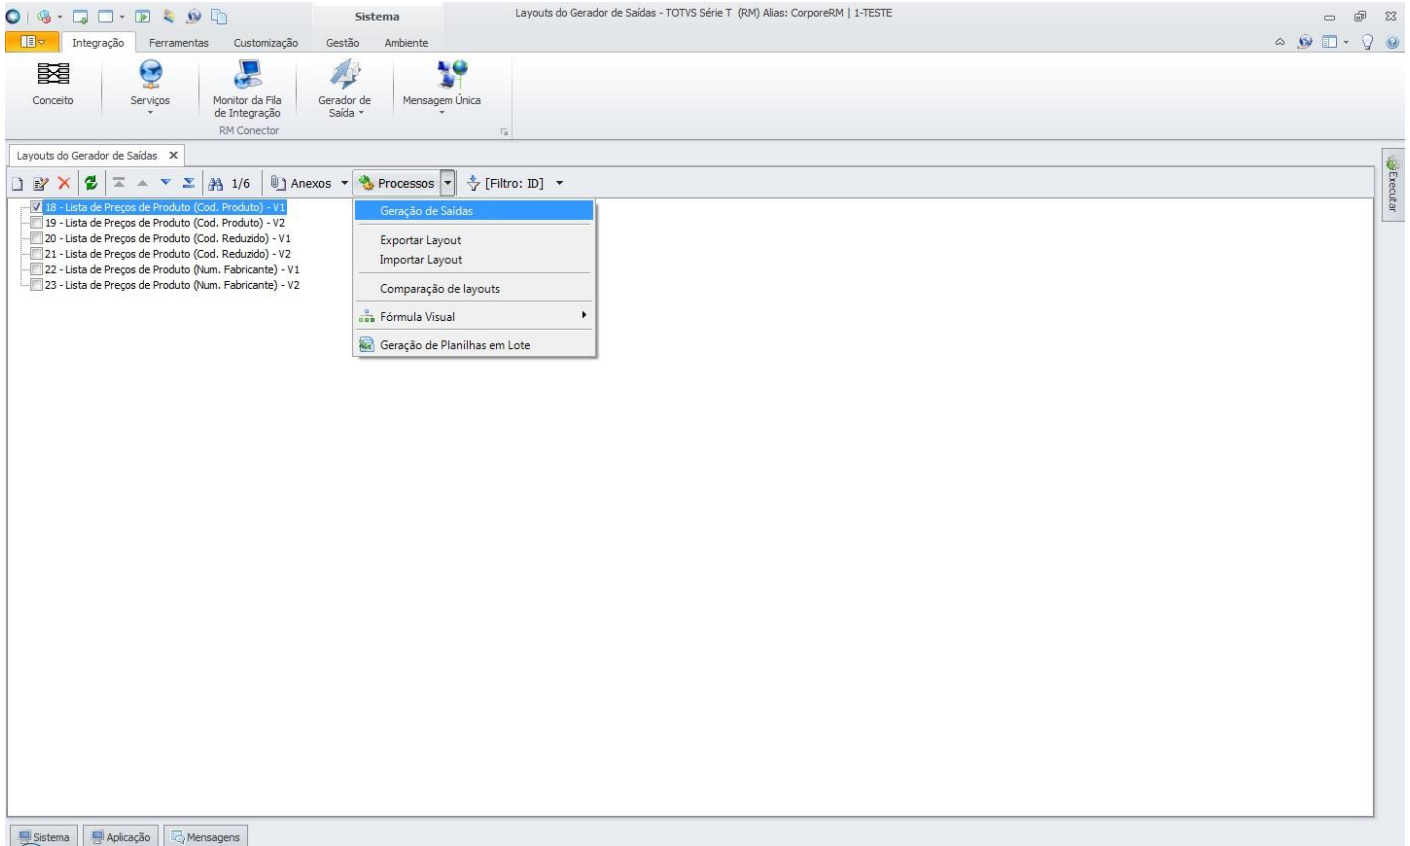 Sistema
Layouts do Gerador de Saídas - TOTVS Série T (RM) Alias: CorporeRM | 1-TESTE
Integração
Ferramentas
Customização
Gestão
Ambiente
Conceito
Serviços
Monitor da Fila
de Integração
Gerador de
Saída
Mensagem Única
RM Conector
Layouts do Gerador de Saídas X
1/6
Anexos
Processos
[Filtro: ID]
Executar
18 - Lista de Preços de Produto (Cod. Produto) - V1
19 - Lista de Preços de Produto (Cod. Produto) - V2
20 - Lista de Preços de Produto (Cod. Reduzido) - V1
21 - Lista de Preços de Produto (Cod. Reduzido) - V2
22 - Lista de Preços de Produto (Num. Fabricante) - V1
23 - Lista de Preços de Produto (Num. Fabricante) - V2
Geração de Saídas
Exportar Layout
Importar Layout
Comparação de layouts
Fórmula Visual
Geração de Planilhas em Lote
Sistema
Aplicação
Mensagens